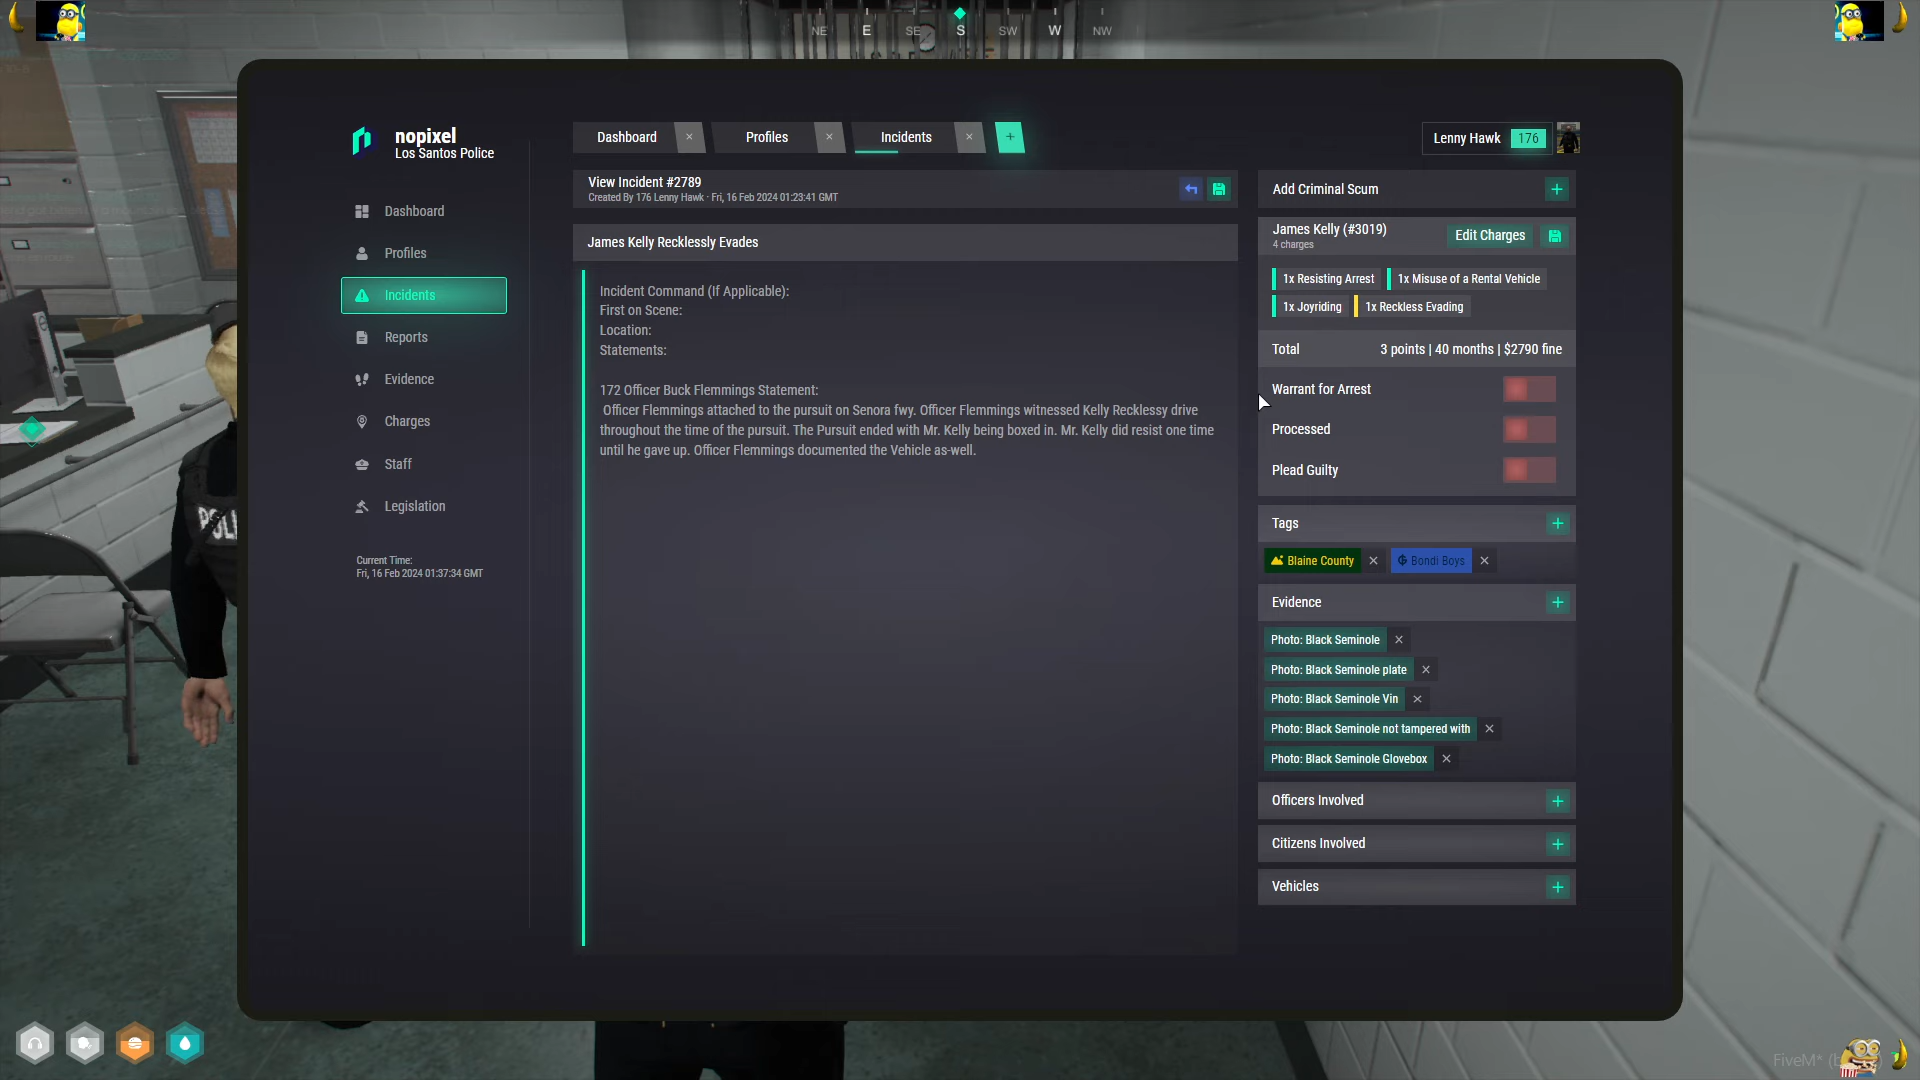 NE E SE S SW W NW
nopixel
Los Santos Police
Dashboard
Profiles
Incidents
Lenny Hawk 176
View Incident #2789
Created By 176 Lenny Hawk · Fri, 16 Feb 2024 01:23:41 GMT
Dashboard
Profiles
Incidents
Reports
Evidence
Charges
Staff
Legislation
Current Time:
Fri, 16 Feb 2024 01:37:34 GMT
James Kelly Recklessly Evades
Incident Command (If Applicable):
First on Scene:
Location:
Statements:
172 Officer Buck Flemmings Statement:
Officer Flemmings attached to the pursuit on Senora fwy. Officer Flemmings witnessed Kelly Recklessy drive
throughout the time of the pursuit. The Pursuit ended with Mr. Kelly being boxed in. Mr. Kelly did resist one time
until he gave up. Officer Flemmings documented the Vehicle as-well.
Add Criminal Scum
James Kelly (#3019)
4 charges
Edit Charges
1x Resisting Arrest 1x Misuse of a Rental Vehicle
1x Joyriding 1x Reckless Evading
Total 3 points | 40 months | $2790 fine
Warrant for Arrest
Processed
Plead Guilty
Tags
Blaine County Bondi Boys
Evidence
Photo: Black Seminole
Photo: Black Seminole plate
Photo: Black Seminole Vin
Photo: Black Seminole not tampered with
Photo: Black Seminole Glovebox
Officers Involved
Citizens Involved
Vehicles
FiveM*